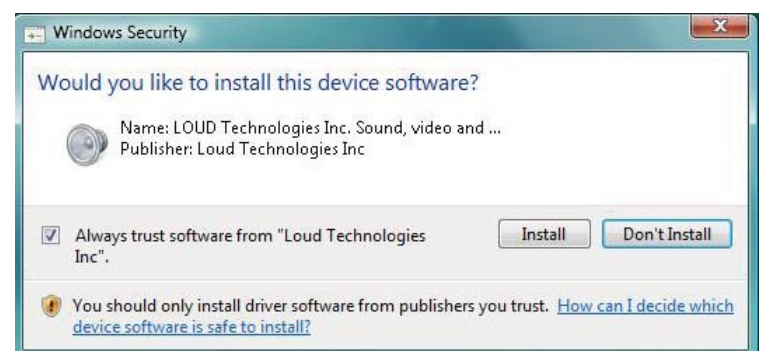 Windows Security
Would you like to install this device software?
Name: LOUD Technologies Inc. Sound, video and ...
Publisher: Loud Technologies Inc
Always trust software from "Loud Technologies
Inc".
Install
Don't Install
You should only install driver software from publishers you trust. How can I decide which
device software is safe to install?